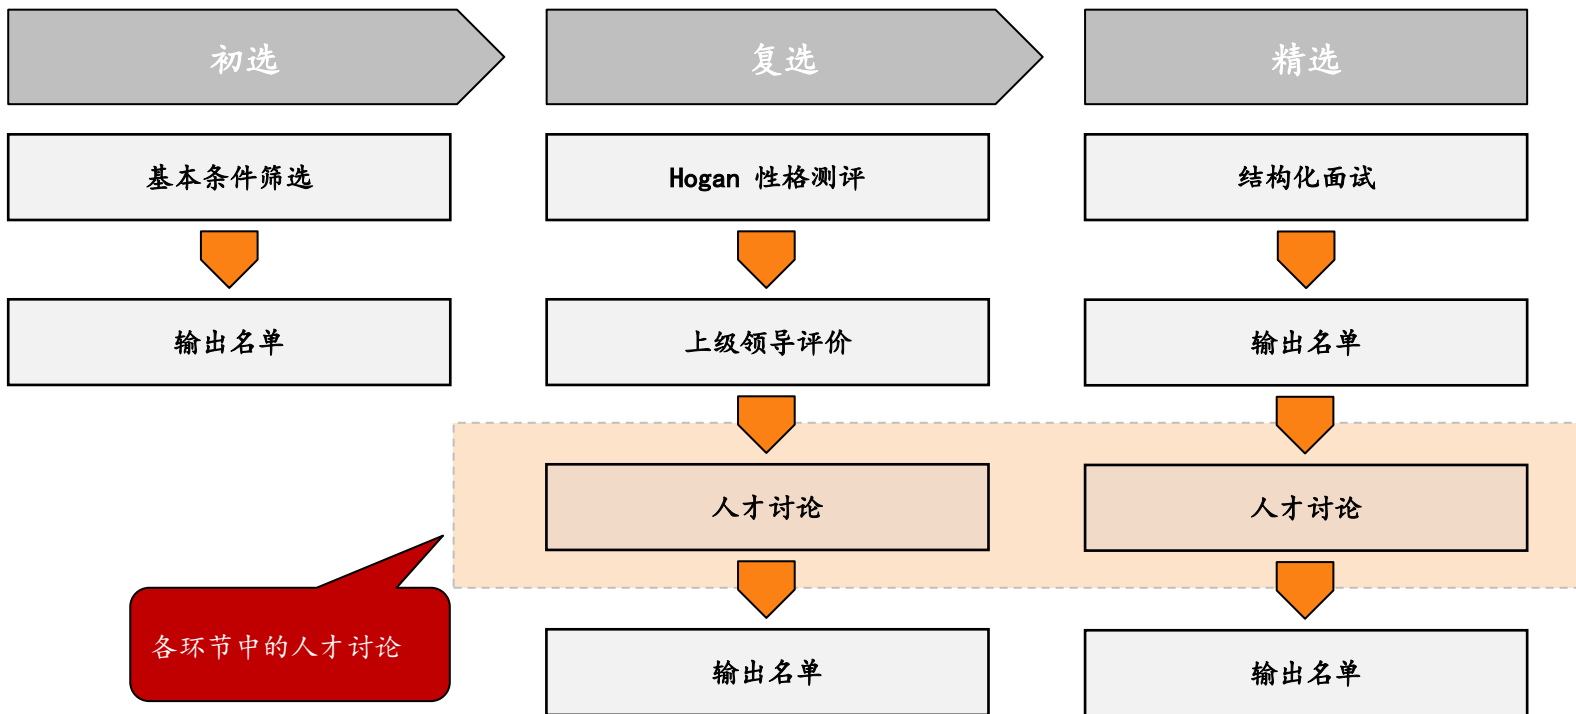 初选
复选
精选
基本条件筛选
Hogan 性格测评
结构化面试
输出名单
上级领导评价
输出名单
人才讨论
人才讨论
各环节中的人才讨论
输出名单
输出名单